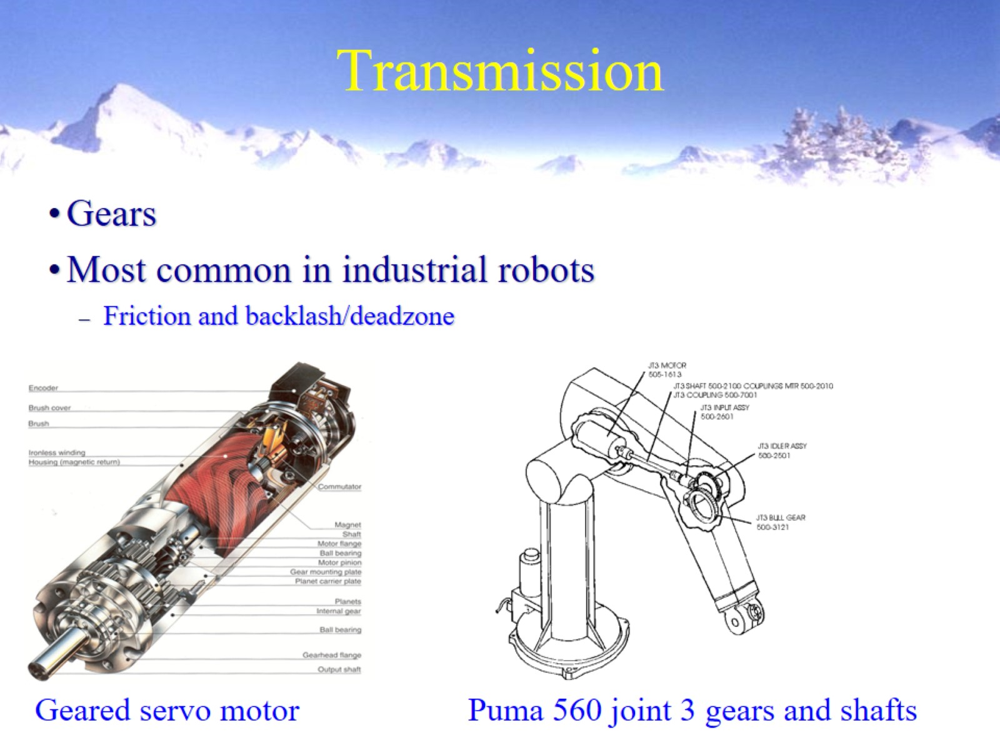 Transmission
• Gears
• Most common in industrial robots
– Friction and backlash/deadzone
Encoder
Brush cover
Brush
Ironless winding
Housing (magnetic return)
Commutator
Magnet
Shaft
Motor flange
Ball bearing
Motor pinion
Gear mounting plate
Planet carrier plate
Planets
Internal gear
Ball bearing
Gearhead flange
Output shaft
JT3 MOTOR
505-1613
JT3 SHAFT 500-2100 COUPLINGS MTR 500-2010
JT3 COUPLING 500-7001
JT3 INPUT ASSY
500-2601
JT3 IDLER ASSY
500-2501
JT3 BULL GEAR
500-3121
Geared servo motor
Puma 560 joint 3 gears and shafts